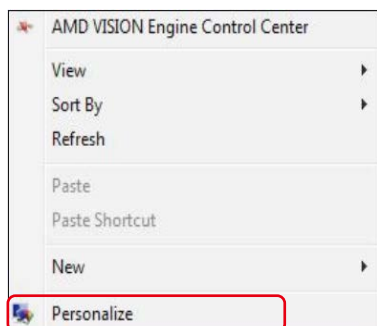 AMD VISION Engine Control Center
View
Sort By
Refresh
Paste
Paste Shortcut
New
Personalize